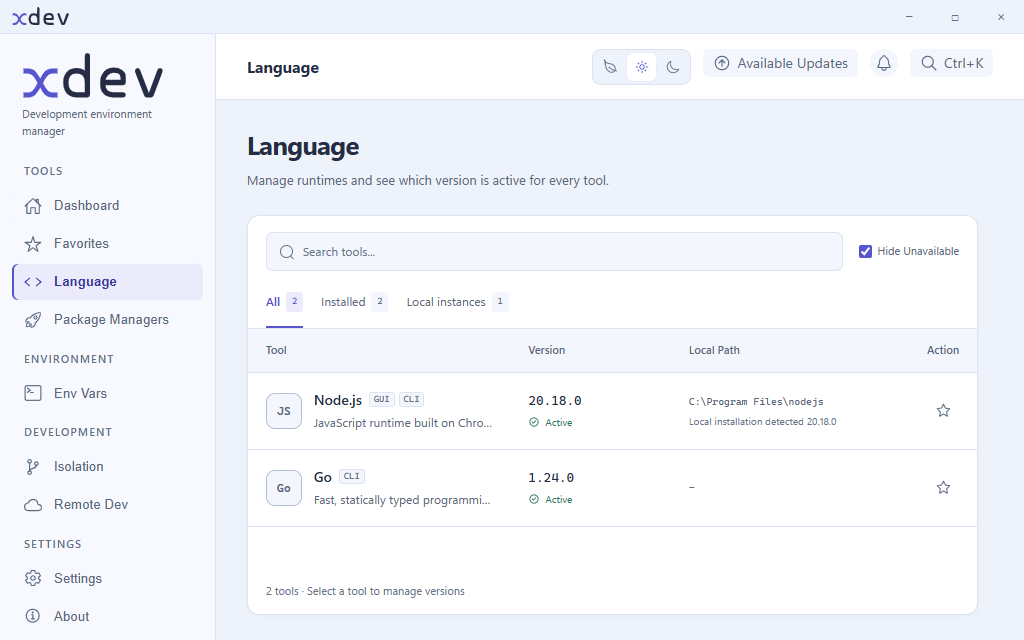 xdev
xdev
Development environment
manager
TOOLS
Dashboard
Favorites
Language
Package Managers
ENVIRONMENT
Env Vars
DEVELOPMENT
Isolation
Remote Dev
SETTINGS
Settings
About
Language
Available Updates
Ctrl+K
Language
Manage runtimes and see which version is active for every tool.
Search tools...
Hide Unavailable
All 2 Installed 2 Local instances 1
Tool Version Local Path Action
JS Node.js GUI CLI 20.18.0 C:\Program Files\nodejs
JavaScript runtime built on Chro... Active Local installation detected 20.18.0
Go Go CLI 1.24.0 –
Fast, statically typed programmi... Active
2 tools · Select a tool to manage versions